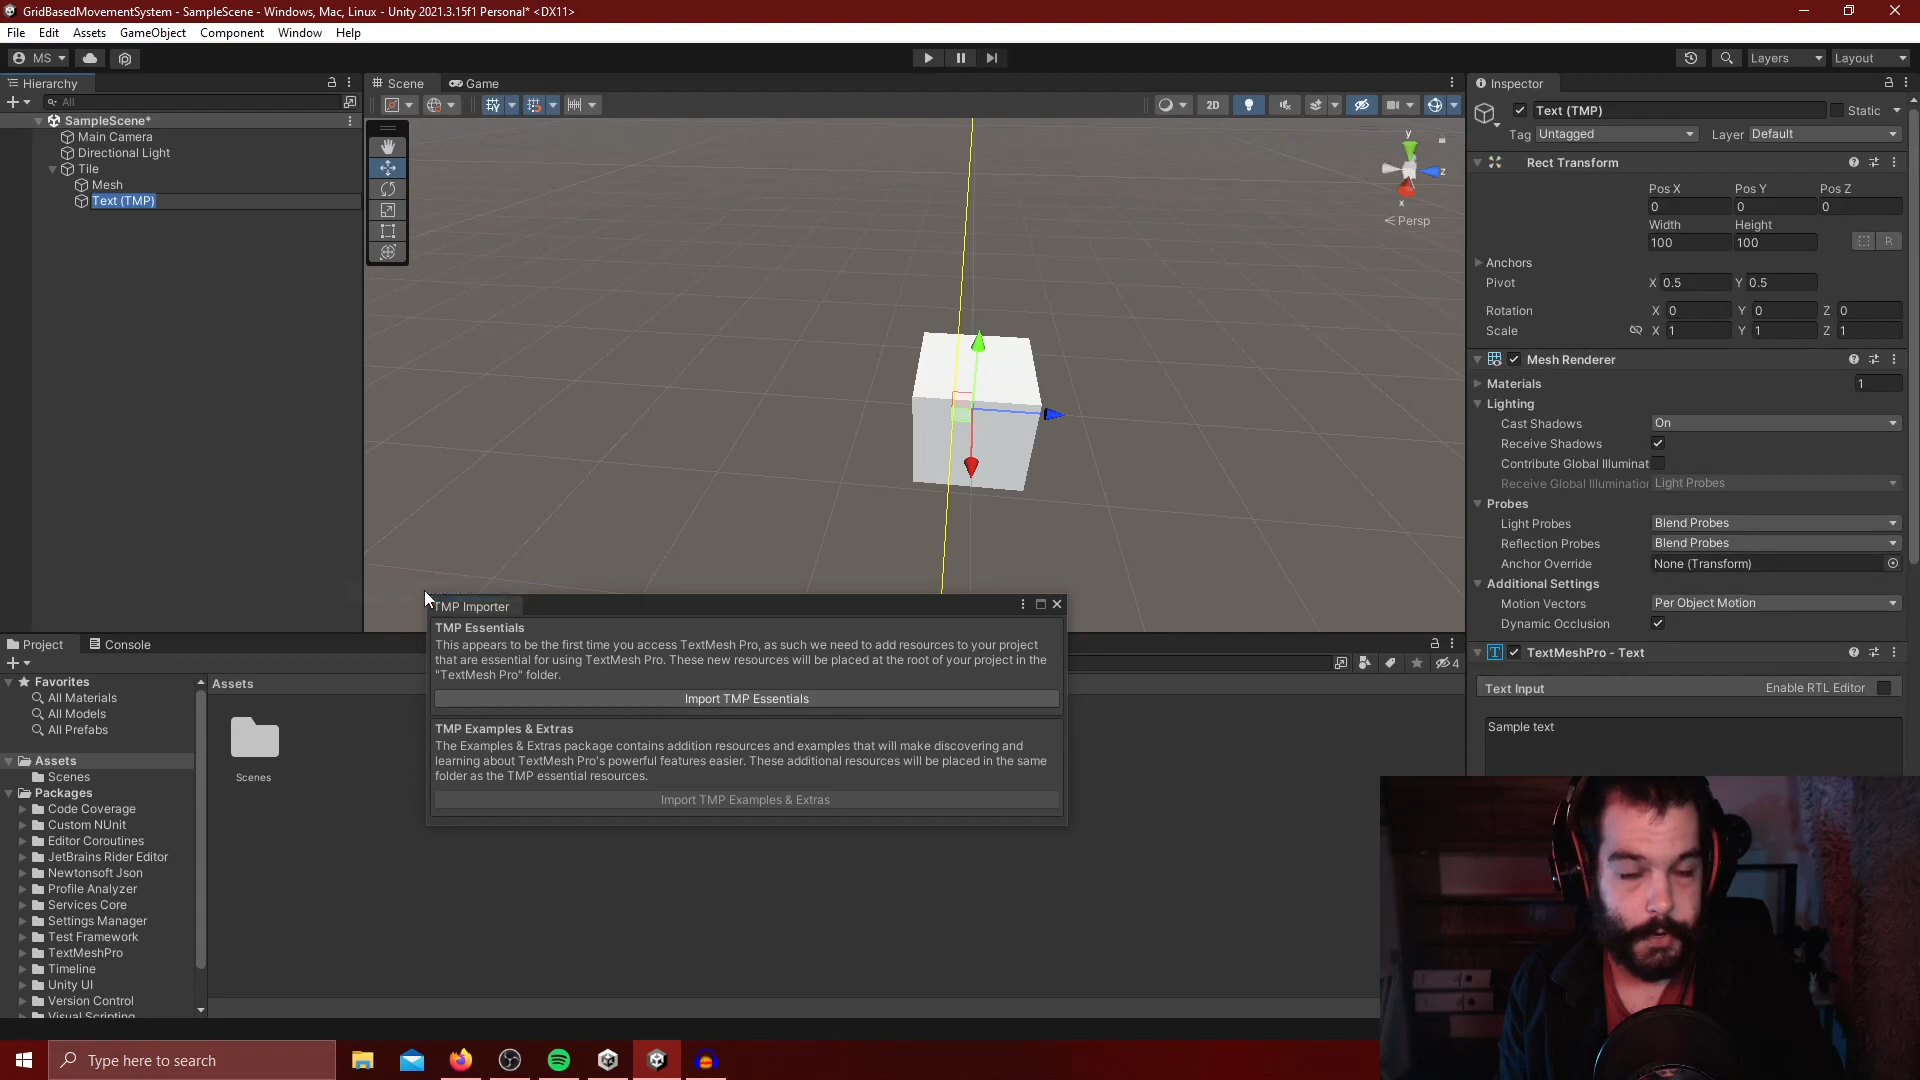 GridBasedMovementSystem - SampleScene - Windows, Mac, Linux - Unity 2021.3.15f1 Personal* <DX11>
File Edit Assets GameObject Component Window Help
MS Layers Layout
Hierarchy Scene Game Inspector
All
SampleScene*
Main Camera
Directional Light
Tile
Mesh
Text (TMP)
2D
y
z
x
Persp
Text (TMP) Static
Tag Untagged Layer Default
Rect Transform
Pos X Pos Y Pos Z
0 0 0
Width Height
100 100
R
Anchors
Pivot X 0.5 Y 0.5
Rotation X 0 Y 0 Z 0
Scale X 1 Y 1 Z 1
Mesh Renderer
Materials 1
Lighting
Cast Shadows On
Receive Shadows
Contribute Global Illuminat
Receive Global Illumination Light Probes
Probes
Light Probes Blend Probes
Reflection Probes Blend Probes
Anchor Override None (Transform)
Additional Settings
Motion Vectors Per Object Motion
Dynamic Occlusion
TextMeshPro - Text
Text Input Enable RTL Editor
Sample text
TMP Importer
TMP Essentials
This appears to be the first time you access TextMesh Pro, as such we need to add resources to your project
that are essential for using TextMesh Pro. These new resources will be placed at the root of your project in the
"TextMesh Pro" folder.
Import TMP Essentials
TMP Examples & Extras
The Examples & Extras package contains addition resources and examples that will make discovering and
learning about TextMesh Pro's powerful features easier. These additional resources will be placed in the same
folder as the TMP essential resources.
Import TMP Examples & Extras
Project Console
4
Favorites
All Materials
All Models
All Prefabs
Assets
Scenes
Packages
Code Coverage
Custom NUnit
Editor Coroutines
JetBrains Rider Editor
Newtonsoft Json
Profile Analyzer
Services Core
Settings Manager
Test Framework
TextMeshPro
Timeline
Unity UI
Version Control
Visual Scripting
Assets
Scenes
Type here to search